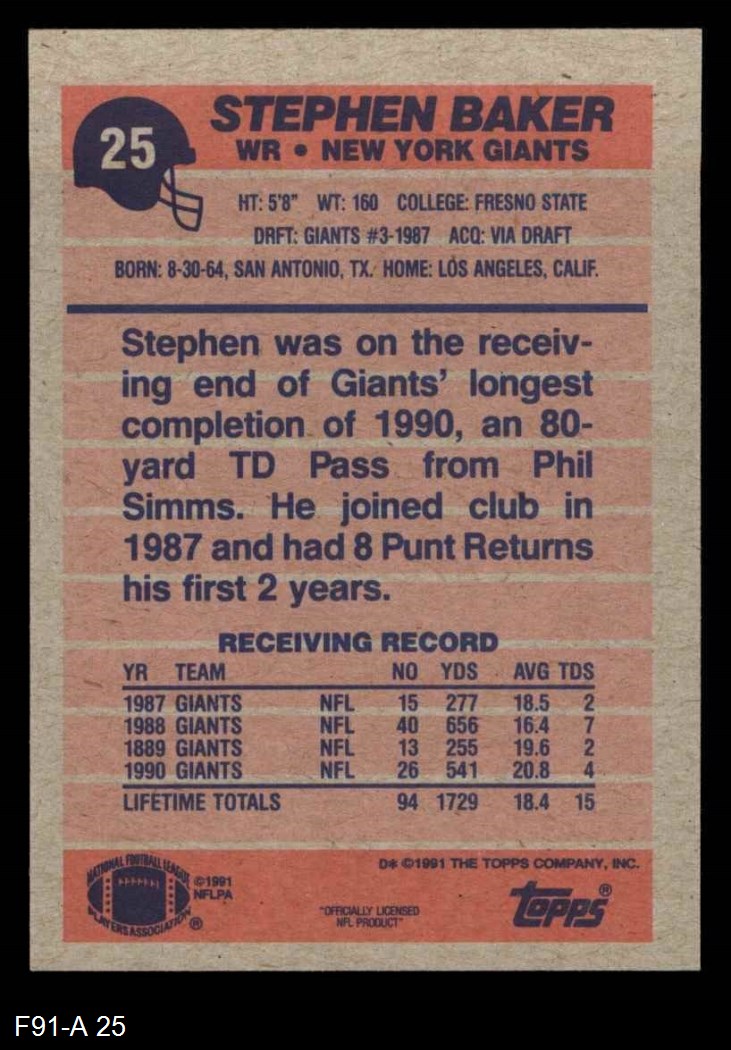 25
STEPHEN BAKER
WR • NEW YORK GIANTS
HT: 5'8" WT: 160 COLLEGE: FRESNO STATE
DRFT: GIANTS #3-1987 ACQ: VIA DRAFT
BORN: 8-30-64, SAN ANTONIO, TX. HOME: LOS ANGELES, CALIF.
Stephen was on the receiv-
ing end of Giants' longest
completion of 1990, an 80-
yard TD Pass from Phil
Simms. He joined club in
1987 and had 8 Punt Returns
his first 2 years.
RECEIVING RECORD
YR TEAM NO YDS AVG TDS
1987 GIANTS NFL 15 277 18.5 2
1988 GIANTS NFL 40 656 16.4 7
1889 GIANTS NFL 13 255 19.6 2
1990 GIANTS NFL 26 541 20.8 4
LIFETIME TOTALS 94 1729 18.4 15
D* ©1991 THE TOPPS COMPANY, INC.
NATIONAL FOOTBALL LEAGUE
PLAYERS ASSOCIATION
®
©1991
NFLPA
"OFFICIALLY LICENSED
NFL PRODUCT"
topps®
F91-A 25